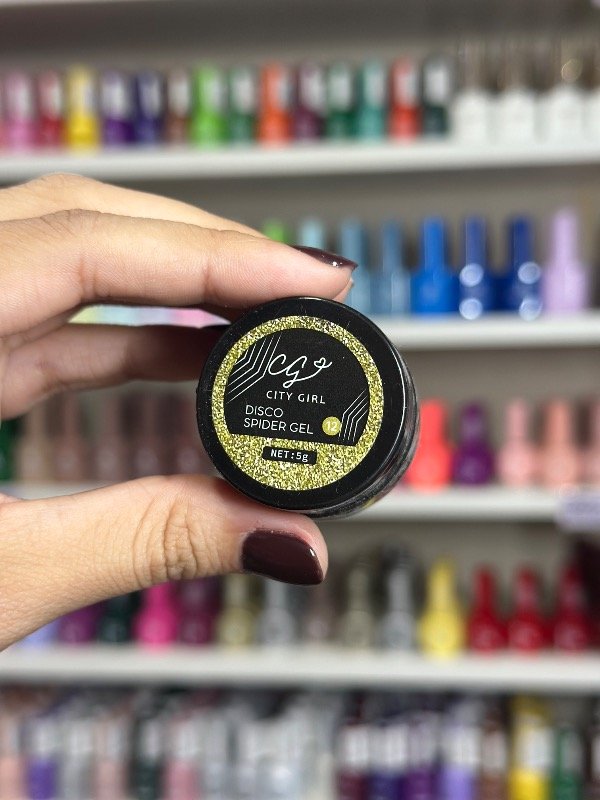 CG
CITY GIRL
DISCO
SPIDER GEL 12
NET:5g